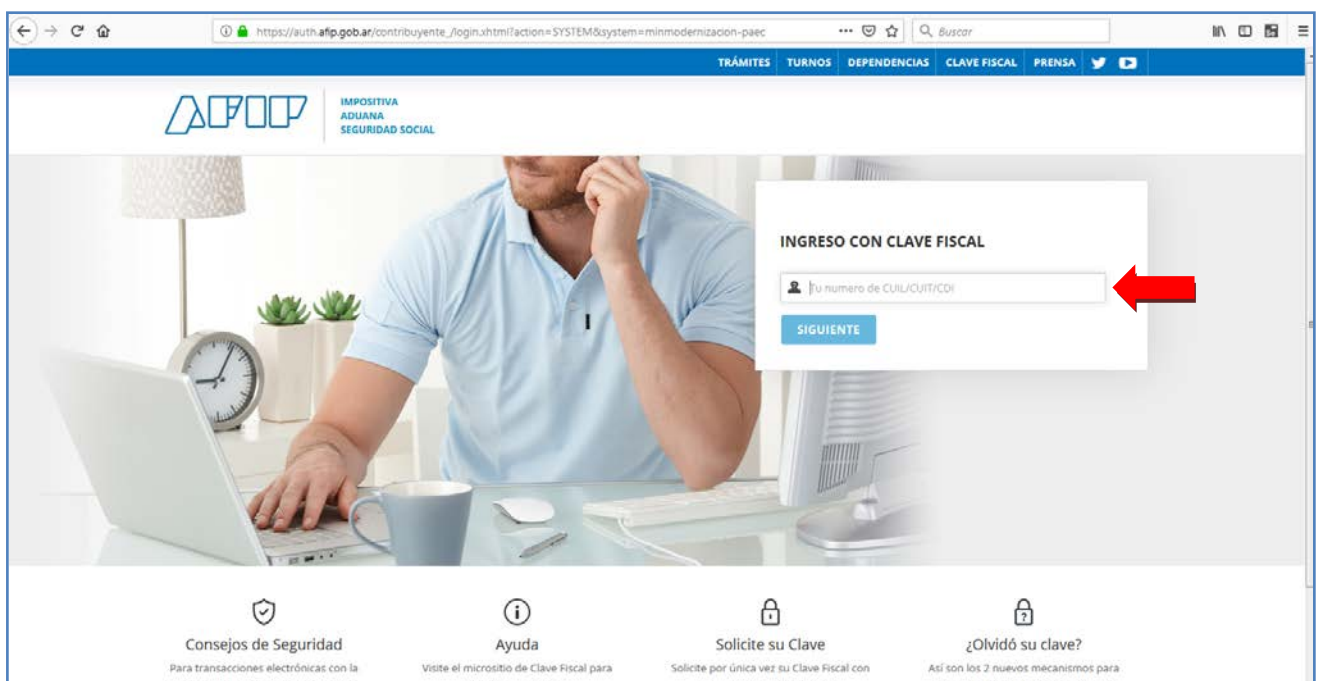 https://auth.afip.gob.ar/contribuyente_/login.xhtml?action=SYSTEM&system=minmodernizacion-paec
Buscar
TRÁMITES TURNOS DEPENDENCIAS CLAVE FISCAL PRENSA
AFIP
IMPOSITIVA
ADUANA
SEGURIDAD SOCIAL
INGRESO CON CLAVE FISCAL
Tu numero de CUIL/CUIT/CDI
SIGUIENTE
Consejos de Seguridad
Para transacciones electrónicas con la
Ayuda
Visite el micrositio de Clave Fiscal para
Solicite su Clave
Solicite por única vez su Clave Fiscal con
¿Olvidó su clave?
Así son los 2 nuevos mecanismos para